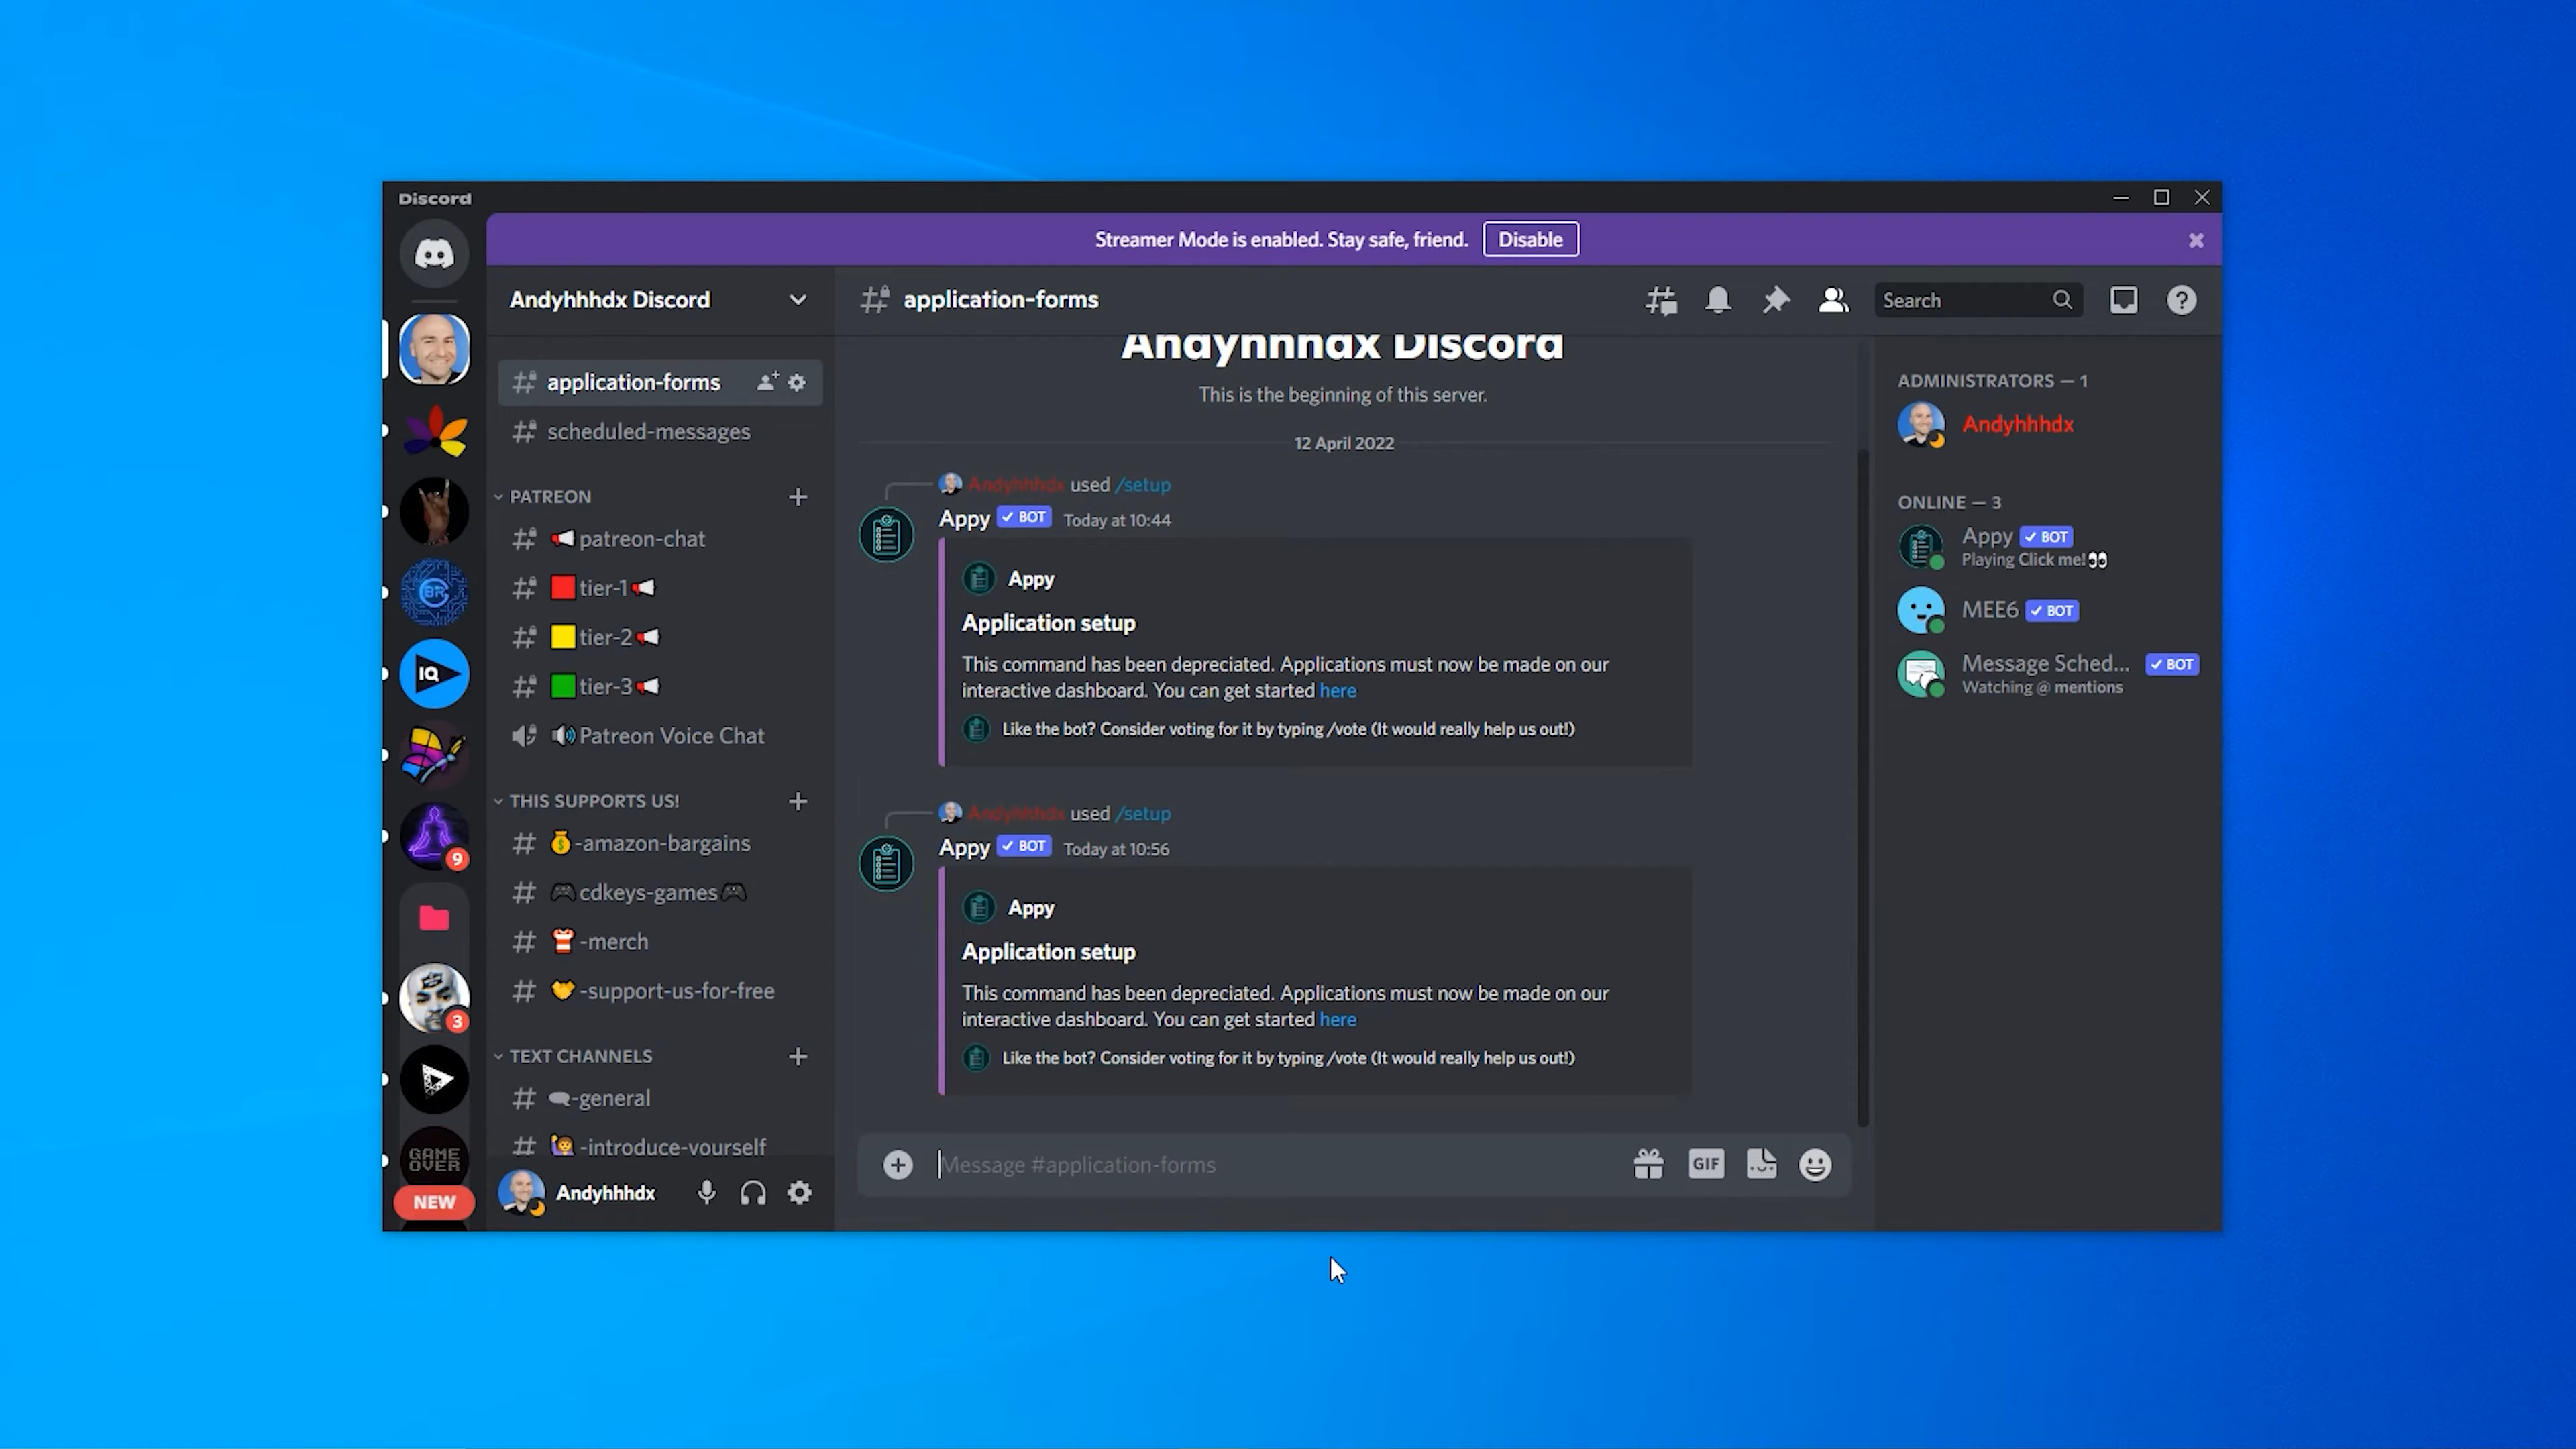 Discord
Streamer Mode is enabled. Stay safe, friend. Disable
Andyhhhdx Discord
application-forms
Search
application-forms
scheduled-messages
PATREON
patreon-chat
tier-1
tier-2
tier-3
Patreon Voice Chat
THIS SUPPORTS US!
-amazon-bargains
cdkeys-games
-merch
-support-us-for-free
TEXT CHANNELS
-general
-introduce-yourself
Andyhhhdx
BR
IQ
9
3
GAME
OVER
NEW
Andyhhhdx Discord
This is the beginning of this server.
12 April 2022
Andyhhhdx used /setup
Appy BOT Today at 10:44
Appy
Application setup
This command has been depreciated. Applications must now be made on our
interactive dashboard. You can get started here
Like the bot? Consider voting for it by typing /vote (It would really help us out!)
Andyhhhdx used /setup
Appy BOT Today at 10:56
Appy
Application setup
This command has been depreciated. Applications must now be made on our
interactive dashboard. You can get started here
Like the bot? Consider voting for it by typing /vote (It would really help us out!)
Message #application-forms
GIF
ADMINISTRATORS — 1
Andyhhhdx
ONLINE — 3
Appy BOT
Playing Click me!
MEE6 BOT
Message Sched... BOT
Watching @ mentions